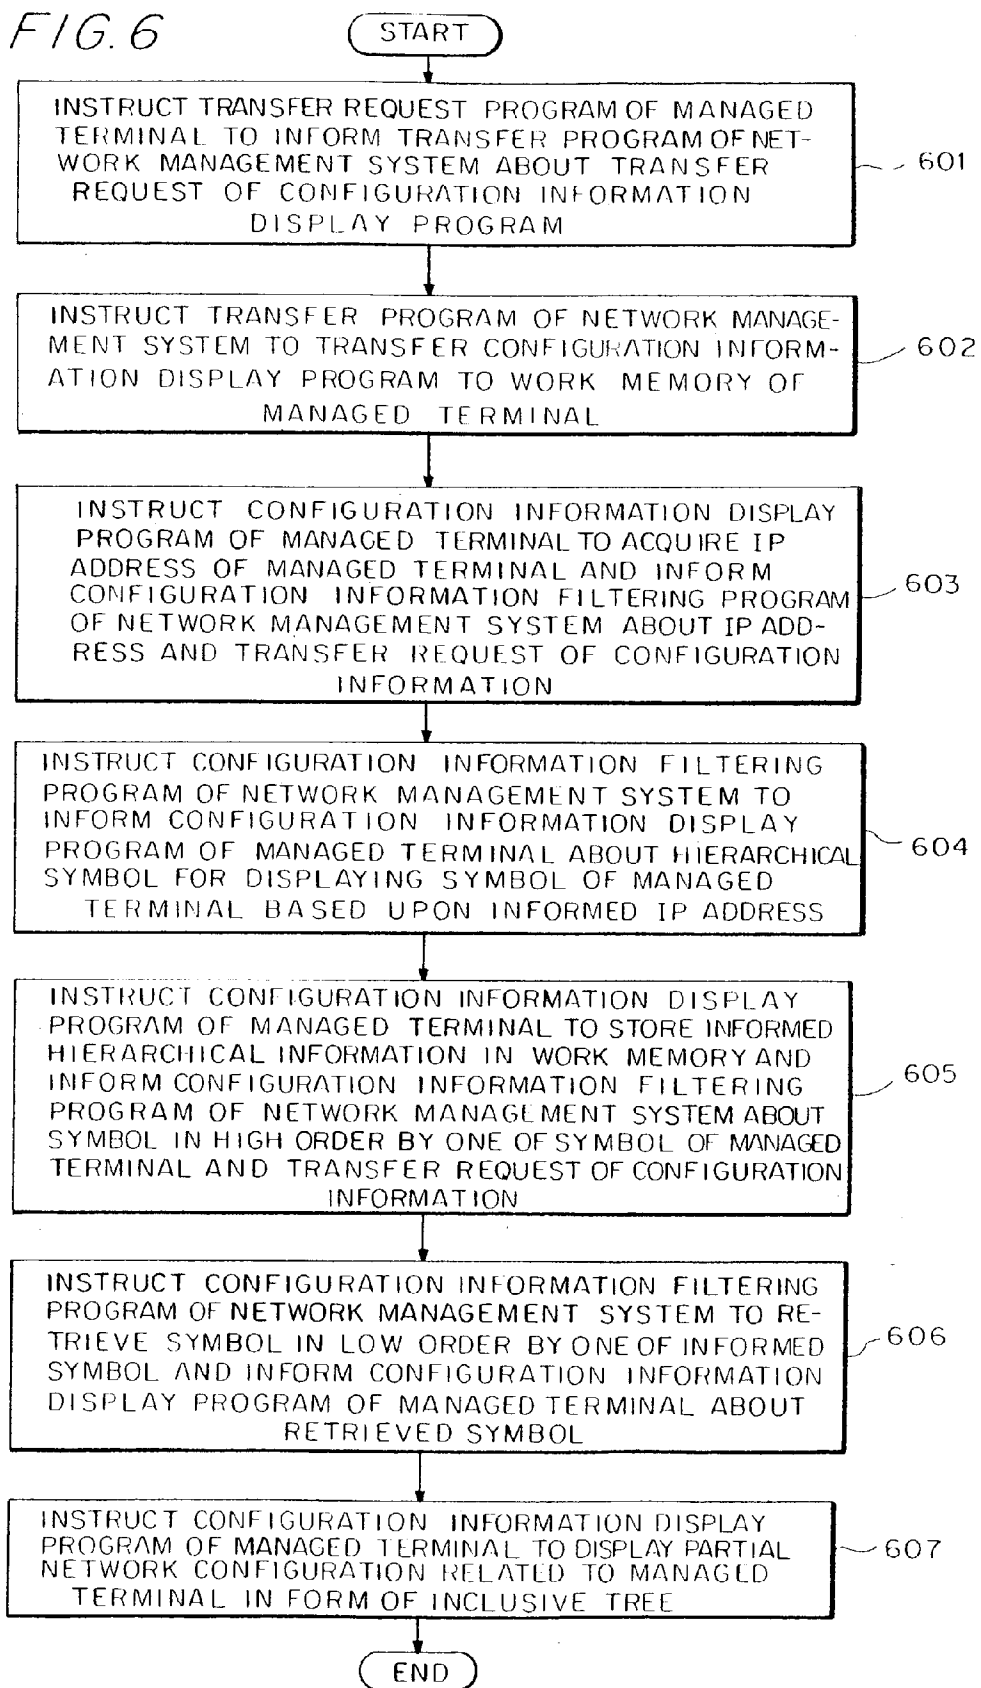 FIG. 6
START
INSTRUCT TRANSFER REQUEST PROGRAM OF MANAGED
TERMINAL TO INFORM TRANSFER PROGRAM OF NET-
WORK MANAGEMENT SYSTEM ABOUT TRANSFER
REQUEST OF CONFIGURATION INFORMATION
DISPLAY PROGRAM
601
INSTRUCT TRANSFER PROGRAM OF NETWORK MANAGE-
MENT SYSTEM TO TRANSFER CONFIGURATION INFORM-
ATION DISPLAY PROGRAM TO WORK MEMORY OF
MANAGED TERMINAL
602
INSTRUCT CONFIGURATION INFORMATION DISPLAY
PROGRAM OF MANAGED TERMINAL TO ACQUIRE IP
ADDRESS OF MANAGED TERMINAL AND INFORM
CONFIGURATION INFORMATION FILTERING PROGRAM
OF NETWORK MANAGEMENT SYSTEM ABOUT IP ADD-
RESS AND TRANSFER REQUEST OF CONFIGURATION
INFORMATION
603
INSTRUCT CONFIGURATION INFORMATION FILTERING
PROGRAM OF NETWORK MANAGEMENT SYSTEM TO
INFORM CONFIGURATION INFORMATION DISPLAY
PROGRAM OF MANAGED TERMINAL ABOUT HIERARCHICAL
SYMBOL FOR DISPLAYING SYMBOL OF MANAGED
TERMINAL BASED UPON INFORMED IP ADDRESS
604
INSTRUCT CONFIGURATION INFORMATION DISPLAY
PROGRAM OF MANAGED TERMINAL TO STORE INFORMED
HIERARCHICAL INFORMATION IN WORK MEMORY AND
INFORM CONFIGURATION INFORMATION FILTERING
PROGRAM OF NETWORK MANAGEMENT SYSTEM ABOUT
SYMBOL IN HIGH ORDER BY ONE OF SYMBOL OF MANAGED
TERMINAL AND TRANSFER REQUEST OF CONFIGURATION
INFORMATION
605
INSTRUCT CONFIGURATION INFORMATION FILTERING
PROGRAM OF NETWORK MANAGEMENT SYSTEM TO RE-
TRIEVE SYMBOL IN LOW ORDER BY ONE OF INFORMED
SYMBOL AND INFORM CONFIGURATION INFORMATION
DISPLAY PROGRAM OF MANAGED TERMINAL ABOUT
RETRIEVED SYMBOL
606
INSTRUCT CONFIGURATION INFORMATION DISPLAY
PROGRAM OF MANAGED TERMINAL TO DISPLAY PARTIAL
NETWORK CONFIGURATION RELATED TO MANAGED
TERMINAL IN FORM OF INCLUSIVE TREE
607
END